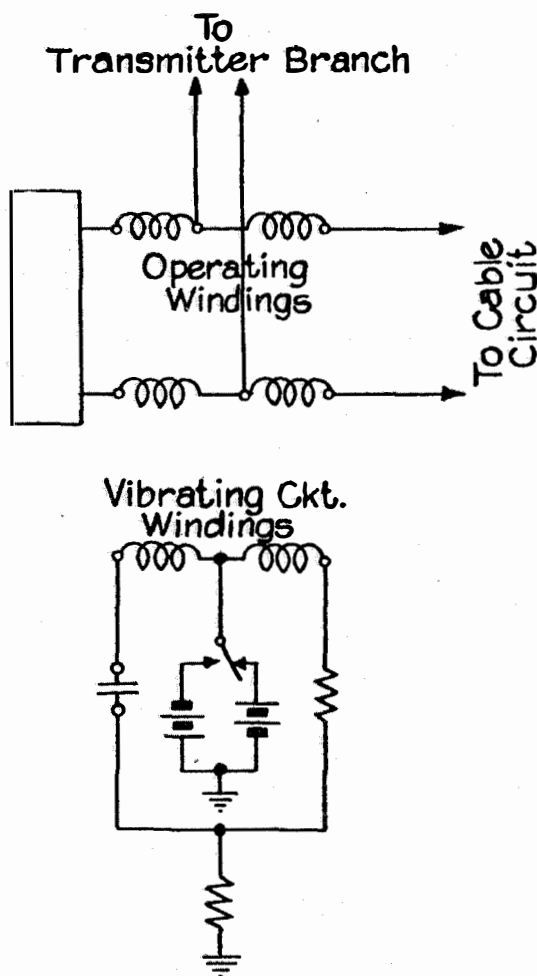 To
Transmitter Branch
Operating
Windings
To Cable
Circuit
Vibrating Ckt.
Windings